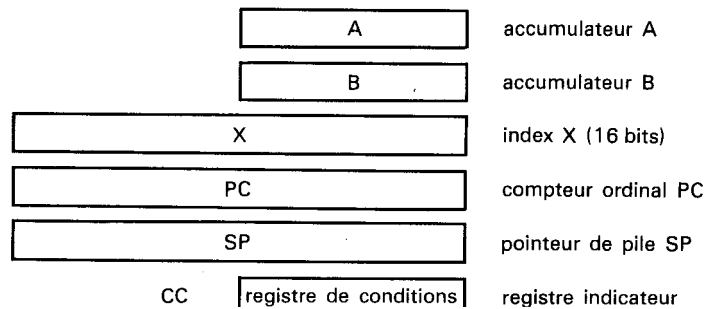 A accumulateur A
B accumulateur B
X index X (16 bits)
PC compteur ordinal PC
SP pointeur de pile SP
CC registre de conditions registre indicateur